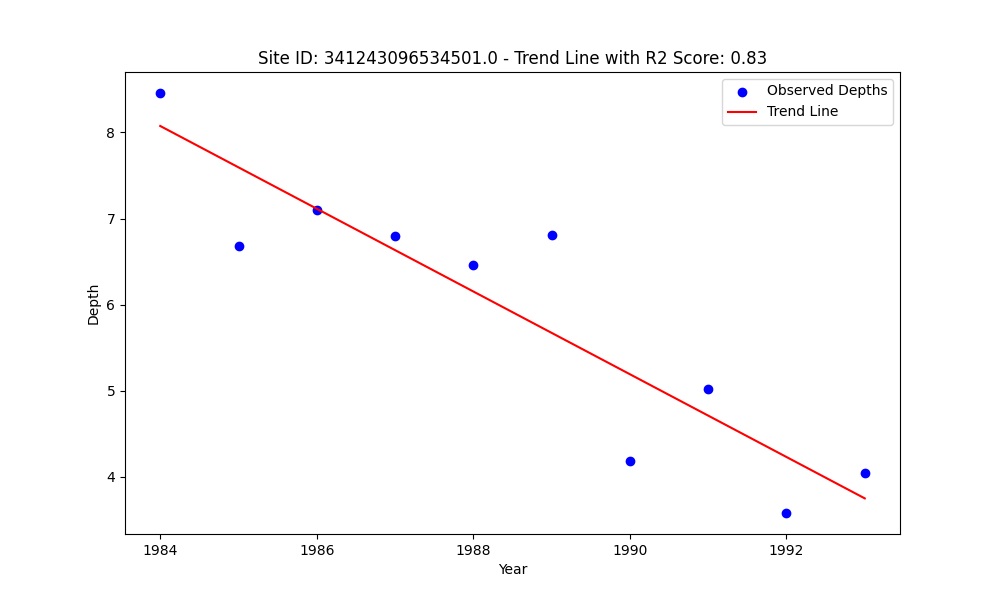 Site ID: 341243096534501.0 - Trend Line with R2 Score: 0.83
Observed Depths
Trend Line
8
7
6
5
4
Depth
1984
1986
1988
1990
1992
Year